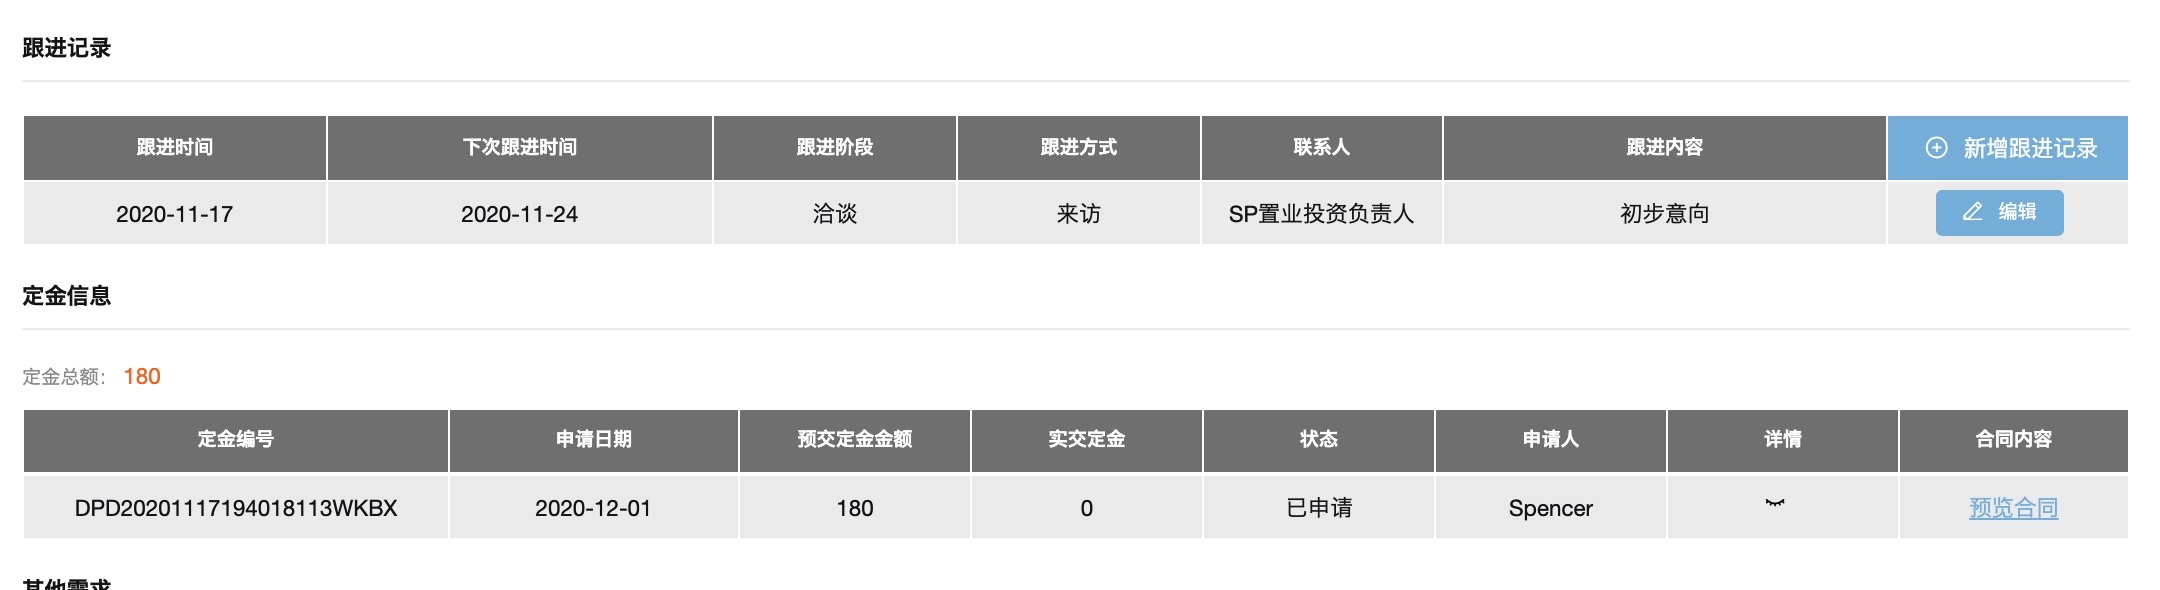 跟进记录
跟进时间 下次跟进时间 跟进阶段 跟进方式 联系人 跟进内容 新增跟进记录
2020-11-17 2020-11-24 洽谈 来访 SP置业投资负责人 初步意向 编辑
定金信息
定金总额: 180
定金编号 申请日期 预交定金金额 实交定金 状态 申请人 详情 合同内容
DPD20201117194018113WKBX 2020-12-01 180 0 已申请 Spencer 预览合同
其他需求